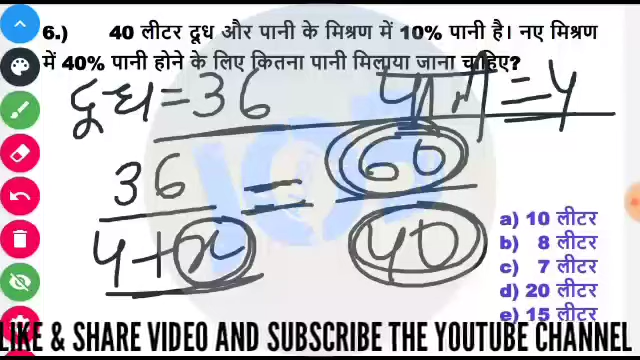 6.) 40 लीटर दूध और पानी के मिश्रण में 10% पानी है। नए मिश्रण
में 40% पानी होने के लिए कितना पानी मिलाया जाना चाहिए?
दूध=36 पानी=4
36 = 60
4+x 40
a) 10 लीटर
b) 8 लीटर
c) 7 लीटर
d) 20 लीटर
e) 15 लीटर
LIKE & SHARE VIDEO AND SUBSCRIBE THE YOUTUBE CHANNEL